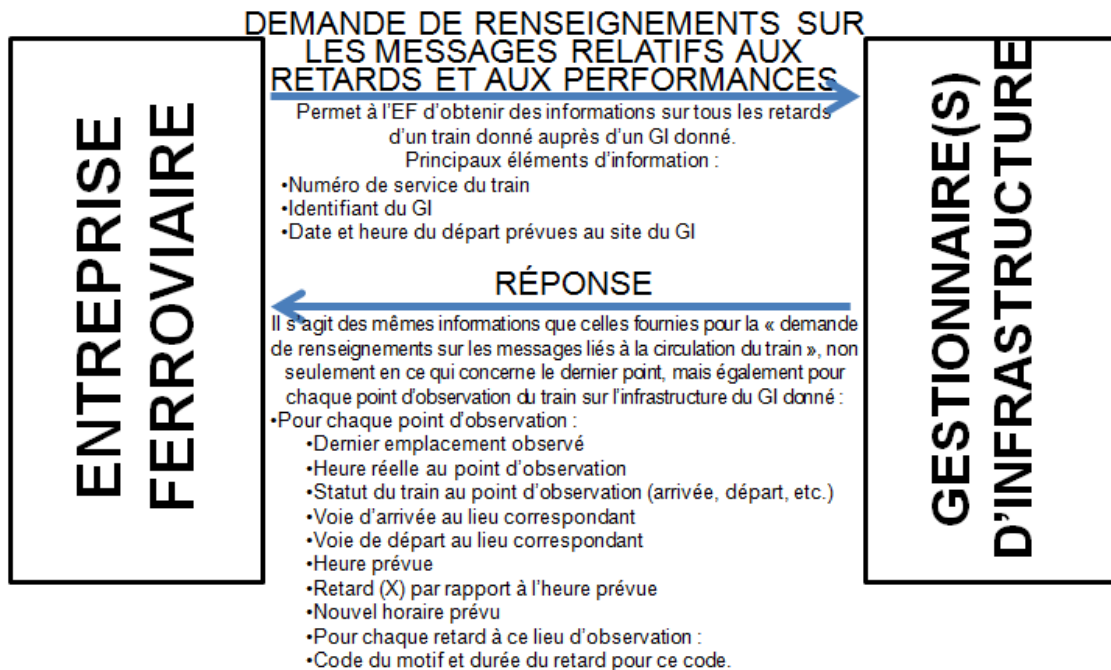 DEMANDE DE RENSEIGNEMENTS SUR
LES MESSAGES RELATIFS AUX
RETARDS ET AUX PERFORMANCES
ENTREPRISE
FERROVIAIRE
Permet à l’EF d’obtenir des informations sur tous les retards
d’un train donné auprès d’un GI donné.
Principaux éléments d’information :
•Numéro de service du train
•Identifiant du GI
•Date et heure du départ prévues au site du GI
RÉPONSE
Il s’agit des mêmes informations que celles fournies pour la « demande
de renseignements sur les messages liés à la circulation du train », non
seulement en ce qui concerne le dernier point, mais également pour
chaque point d’observation du train sur l’infrastructure du GI donné :
•Pour chaque point d’observation :
•Dernier emplacement observé
•Heure réelle au point d’observation
•Statut du train au point d’observation (arrivée, départ, etc.)
•Voie d’arrivée au lieu correspondant
•Voie de départ au lieu correspondant
•Heure prévue
•Retard (X) par rapport à l’heure prévue
•Nouvel horaire prévu
•Pour chaque retard à ce lieu d’observation :
•Code du motif et durée du retard pour ce code.
GESTIONNAIRE(S)
D’INFRASTRUCTURE